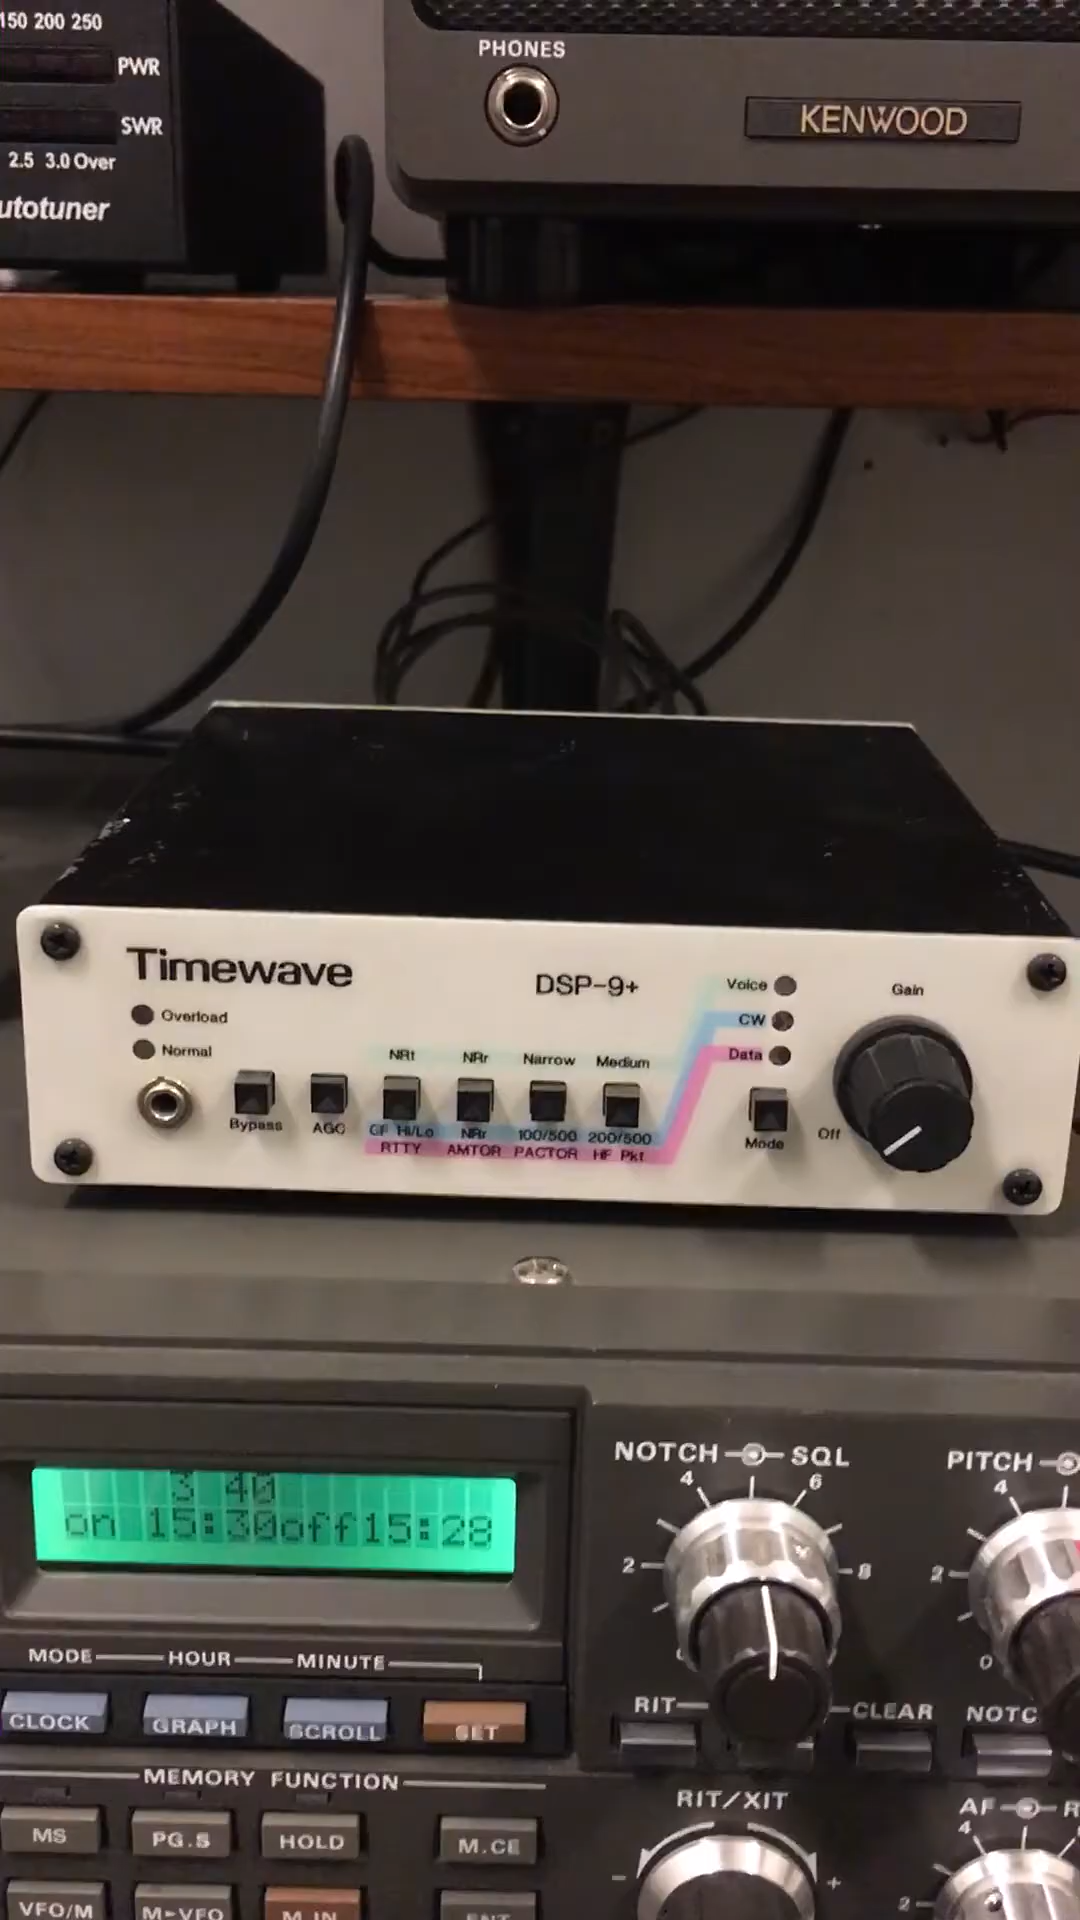 150 200 250
PWR
SWR
2.5 3.0 Over
utotuner
PHONES
KENWOOD
Timewave
DSP-9+
Overload
Normal
Voice
CW
Data
Gain
NRt NRr Narrow Medium
Bypass AGC CF Hi/Lo NRr 100/500 200/500
RTTY AMTOR PACTOR HF Pkt
Mode
Off
3 40
on 15:30off15:28
NOTCH SQL
4 6
2 8
PITCH
4
2
0
MODE HOUR MINUTE
CLOCK GRAPH SCROLL SET
RIT CLEAR NOTC
MEMORY FUNCTION
MS PG.S HOLD M.CE
VFO/M M►VFO M.IN ENT
RIT/XIT
- +
AF R
4
2